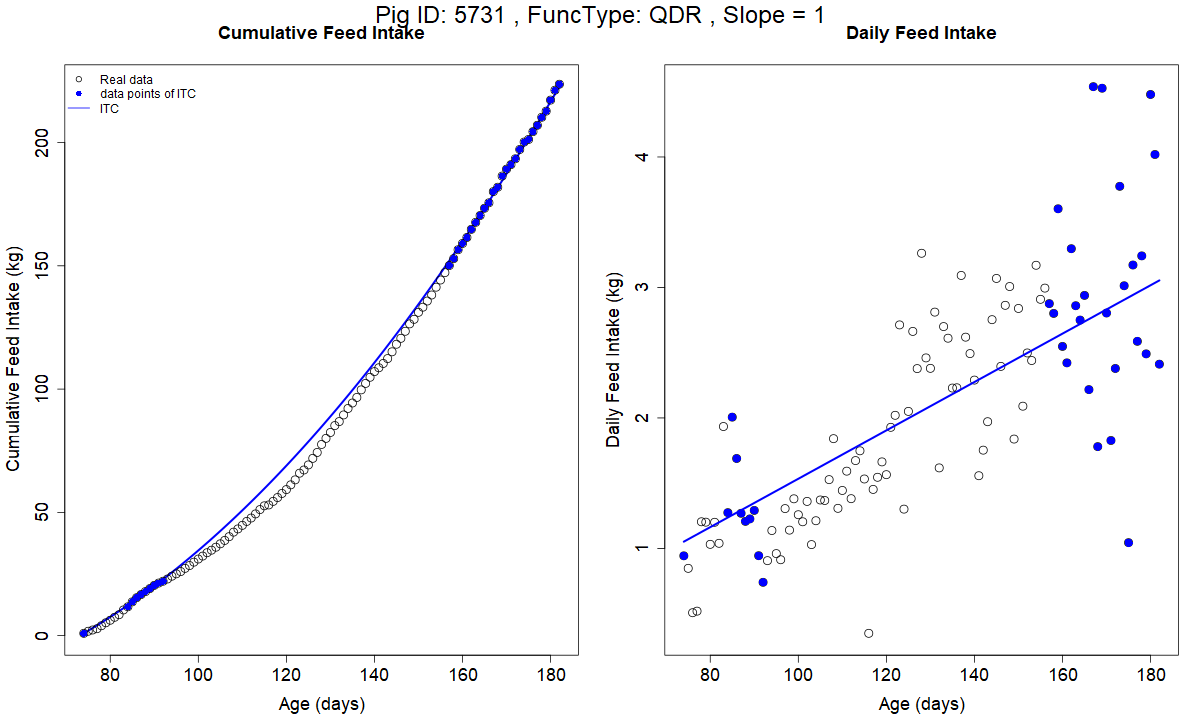 Pig ID: 5731 , FuncType: QDR , Slope = 1
Cumulative Feed Intake
Real data
data points of ITC
ITC
Cumulative Feed Intake (kg)
0
50
100
150
200
80
100
120
140
160
180
Age (days)
Daily Feed Intake
Daily Feed Intake (kg)
1
2
3
4
80
100
120
140
160
180
Age (days)